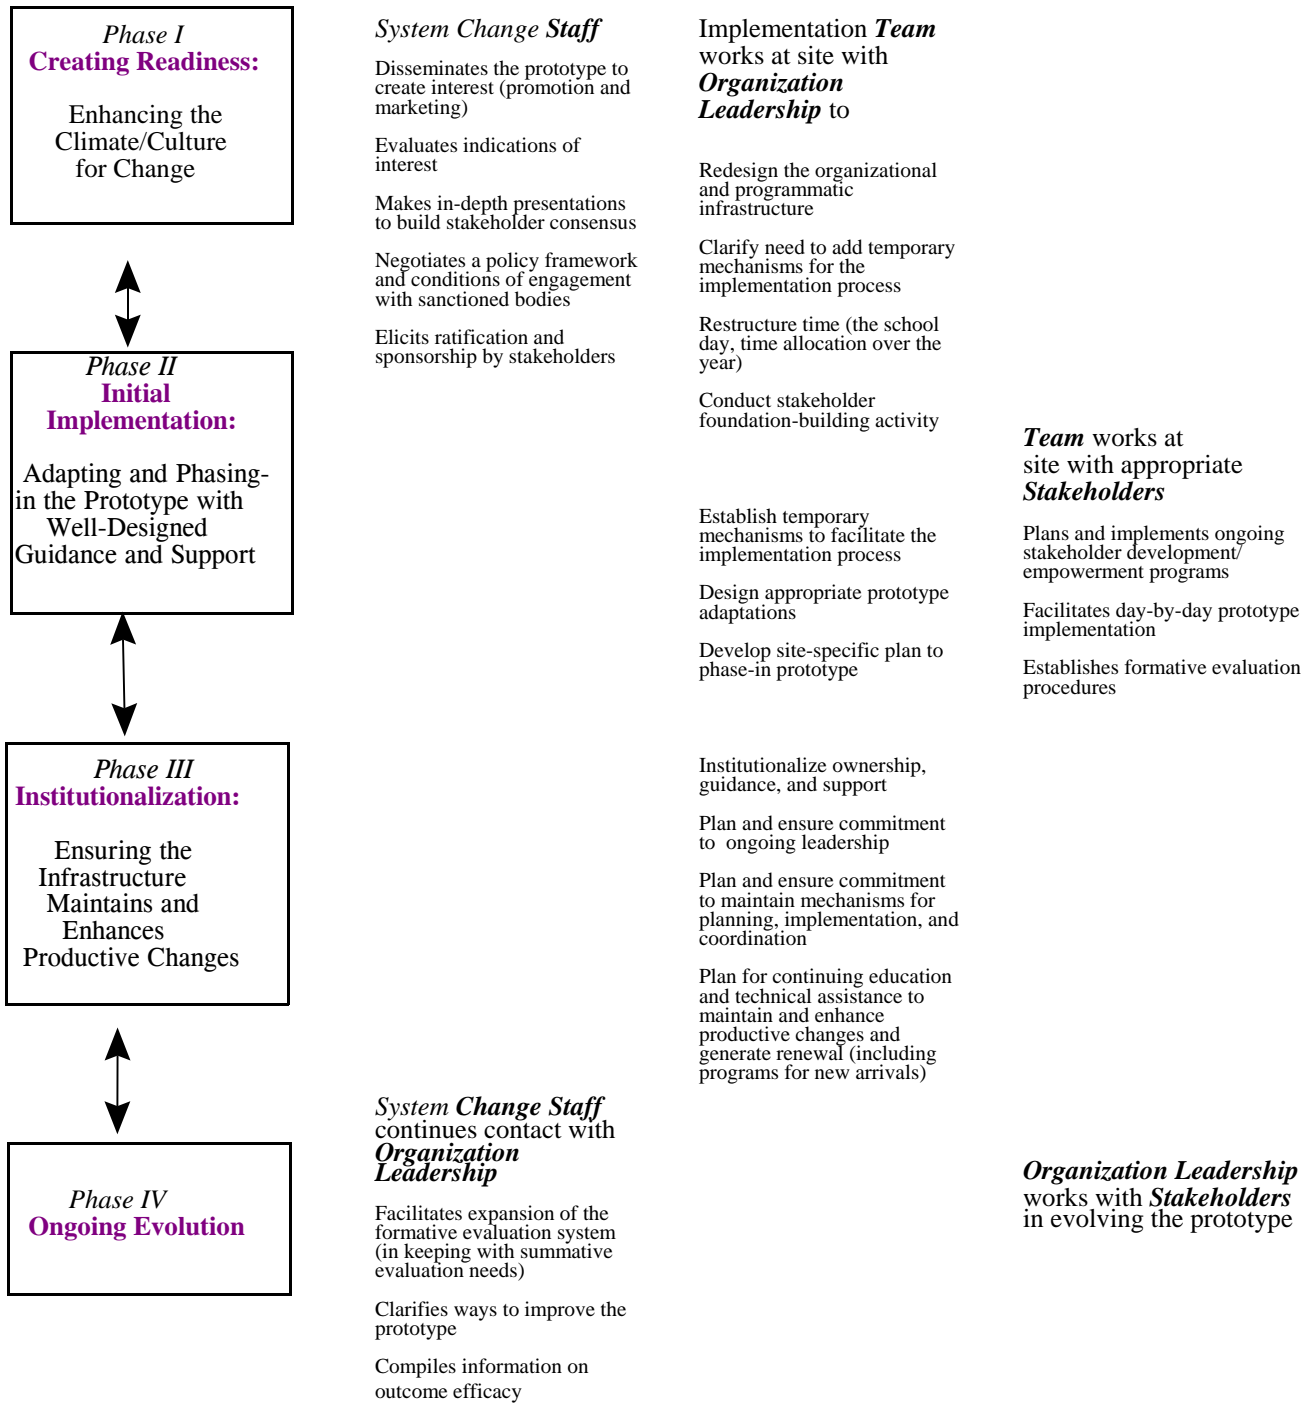 Phase I
Creating Readiness:
Enhancing the
Climate/Culture
for Change
System Change Staff
Disseminates the prototype to
create interest (promotion and
marketing)
Evaluates indications of
interest
Makes in-depth presentations
to build stakeholder consensus
Negotiates a policy framework
and conditions of engagement
with sanctioned bodies
Elicits ratification and
sponsorship by stakeholders
Implementation Team
works at site with
Organization
Leadership to
Redesign the organizational
and programmatic
infrastructure
Clarify need to add temporary
mechanisms for the
implementation process
Restructure time (the school
day, time allocation over the
year)
Conduct stakeholder
foundation-building activity
Phase II
Initial
Implementation:
Adapting and Phasing-
in the Prototype with
Well-Designed
Guidance and Support
Establish temporary
mechanisms to facilitate the
implementation process
Design appropriate prototype
adaptations
Develop site-specific plan to
phase-in prototype
Team works at
site with appropriate
Stakeholders
Plans and implements ongoing
stakeholder development/
empowerment programs
Facilitates day-by-day prototype
implementation
Establishes formative evaluation
procedures
Phase III
Institutionalization:
Ensuring the
Infrastructure
Maintains and
Enhances
Productive Changes
Institutionalize ownership,
guidance, and support
Plan and ensure commitment
to ongoing leadership
Plan and ensure commitment
to maintain mechanisms for
planning, implementation, and
coordination
Plan for continuing education
and technical assistance to
maintain and enhance
productive changes and
generate renewal (including
programs for new arrivals)
Phase IV
Ongoing Evolution
System Change Staff
continues contact with
Organization
Leadership
Facilitates expansion of the
formative evaluation system
(in keeping with summative
evaluation needs)
Clarifies ways to improve the
prototype
Compiles information on
outcome efficacy
Organization Leadership
works with Stakeholders
in evolving the prototype